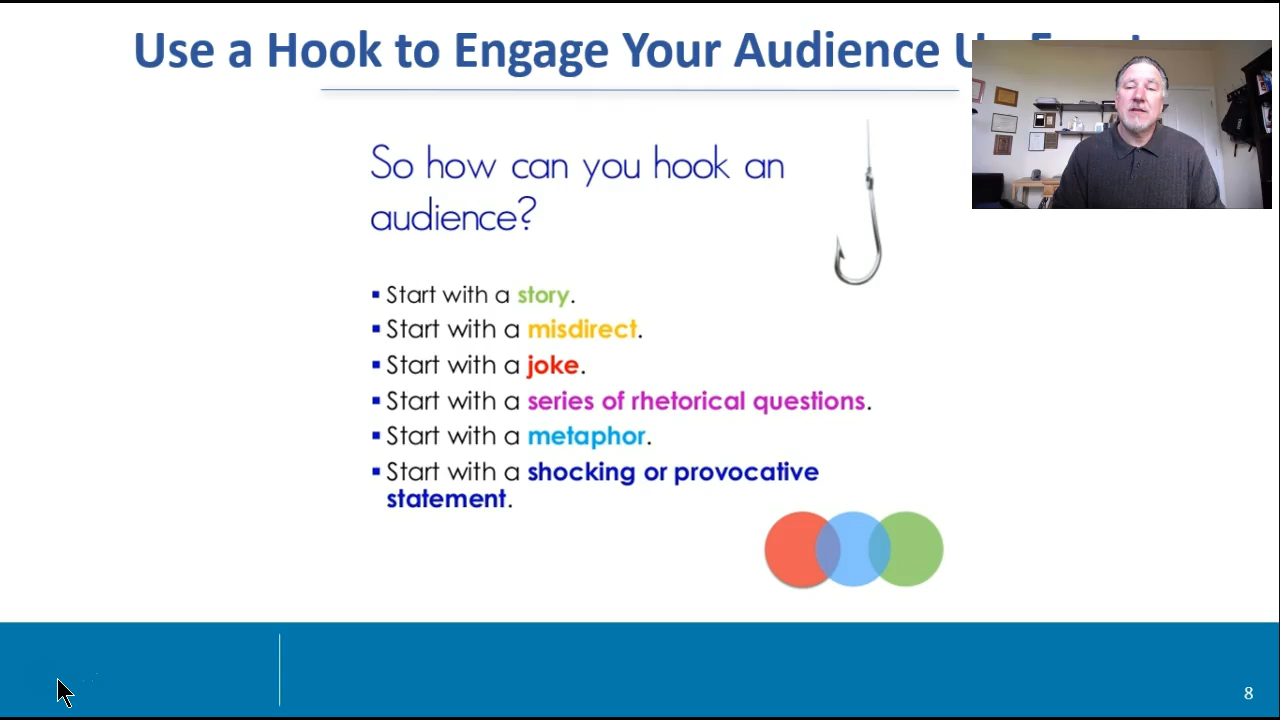 Use a Hook to Engage Your Audience
So how can you hook an
audience?
▪ Start with a story.
▪ Start with a misdirect.
▪ Start with a joke.
▪ Start with a series of rhetorical questions.
▪ Start with a metaphor.
▪ Start with a shocking or provocative
statement.
8